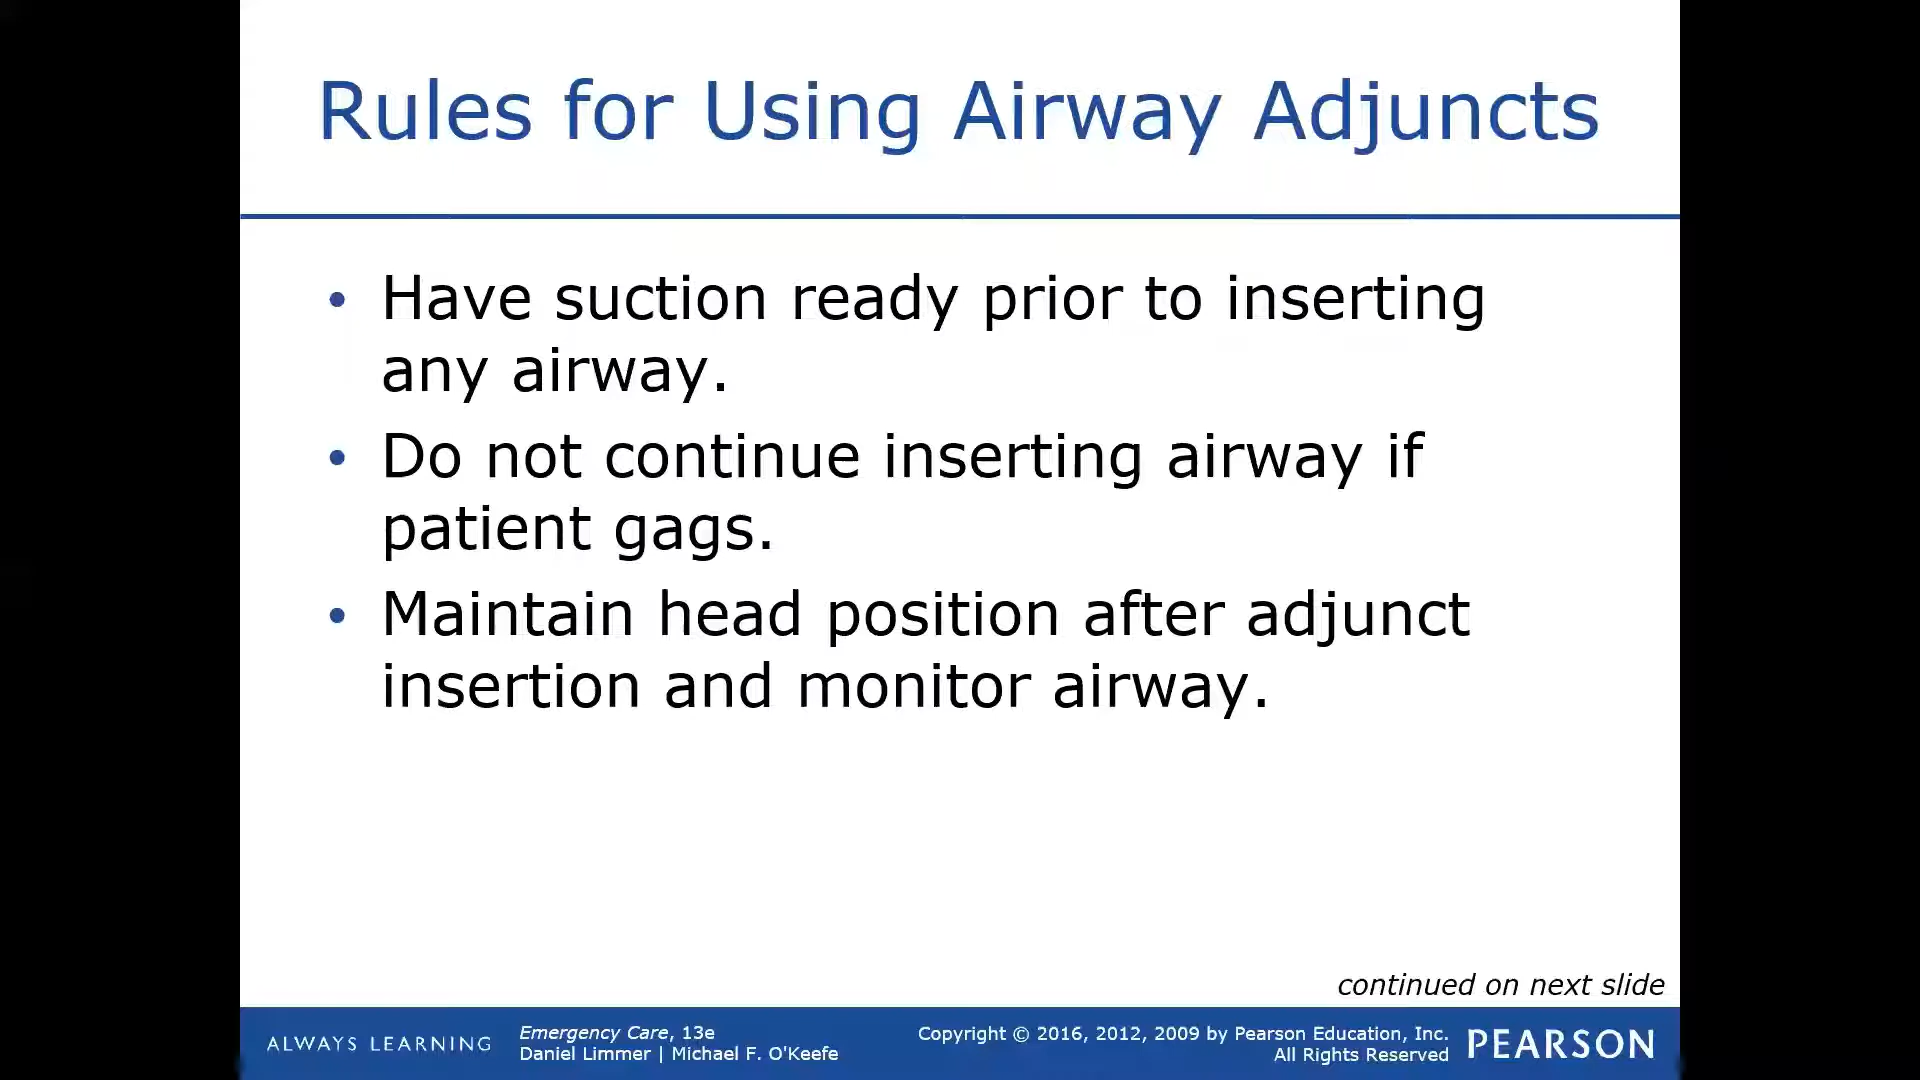 Rules for Using Airway Adjuncts
• Have suction ready prior to inserting
any airway.
• Do not continue inserting airway if
patient gags.
• Maintain head position after adjunct
insertion and monitor airway.
continued on next slide
ALWAYS LEARNING
Emergency Care, 13e
Daniel Limmer | Michael F. O'Keefe
Copyright © 2016, 2012, 2009 by Pearson Education, Inc.
All Rights Reserved
PEARSON